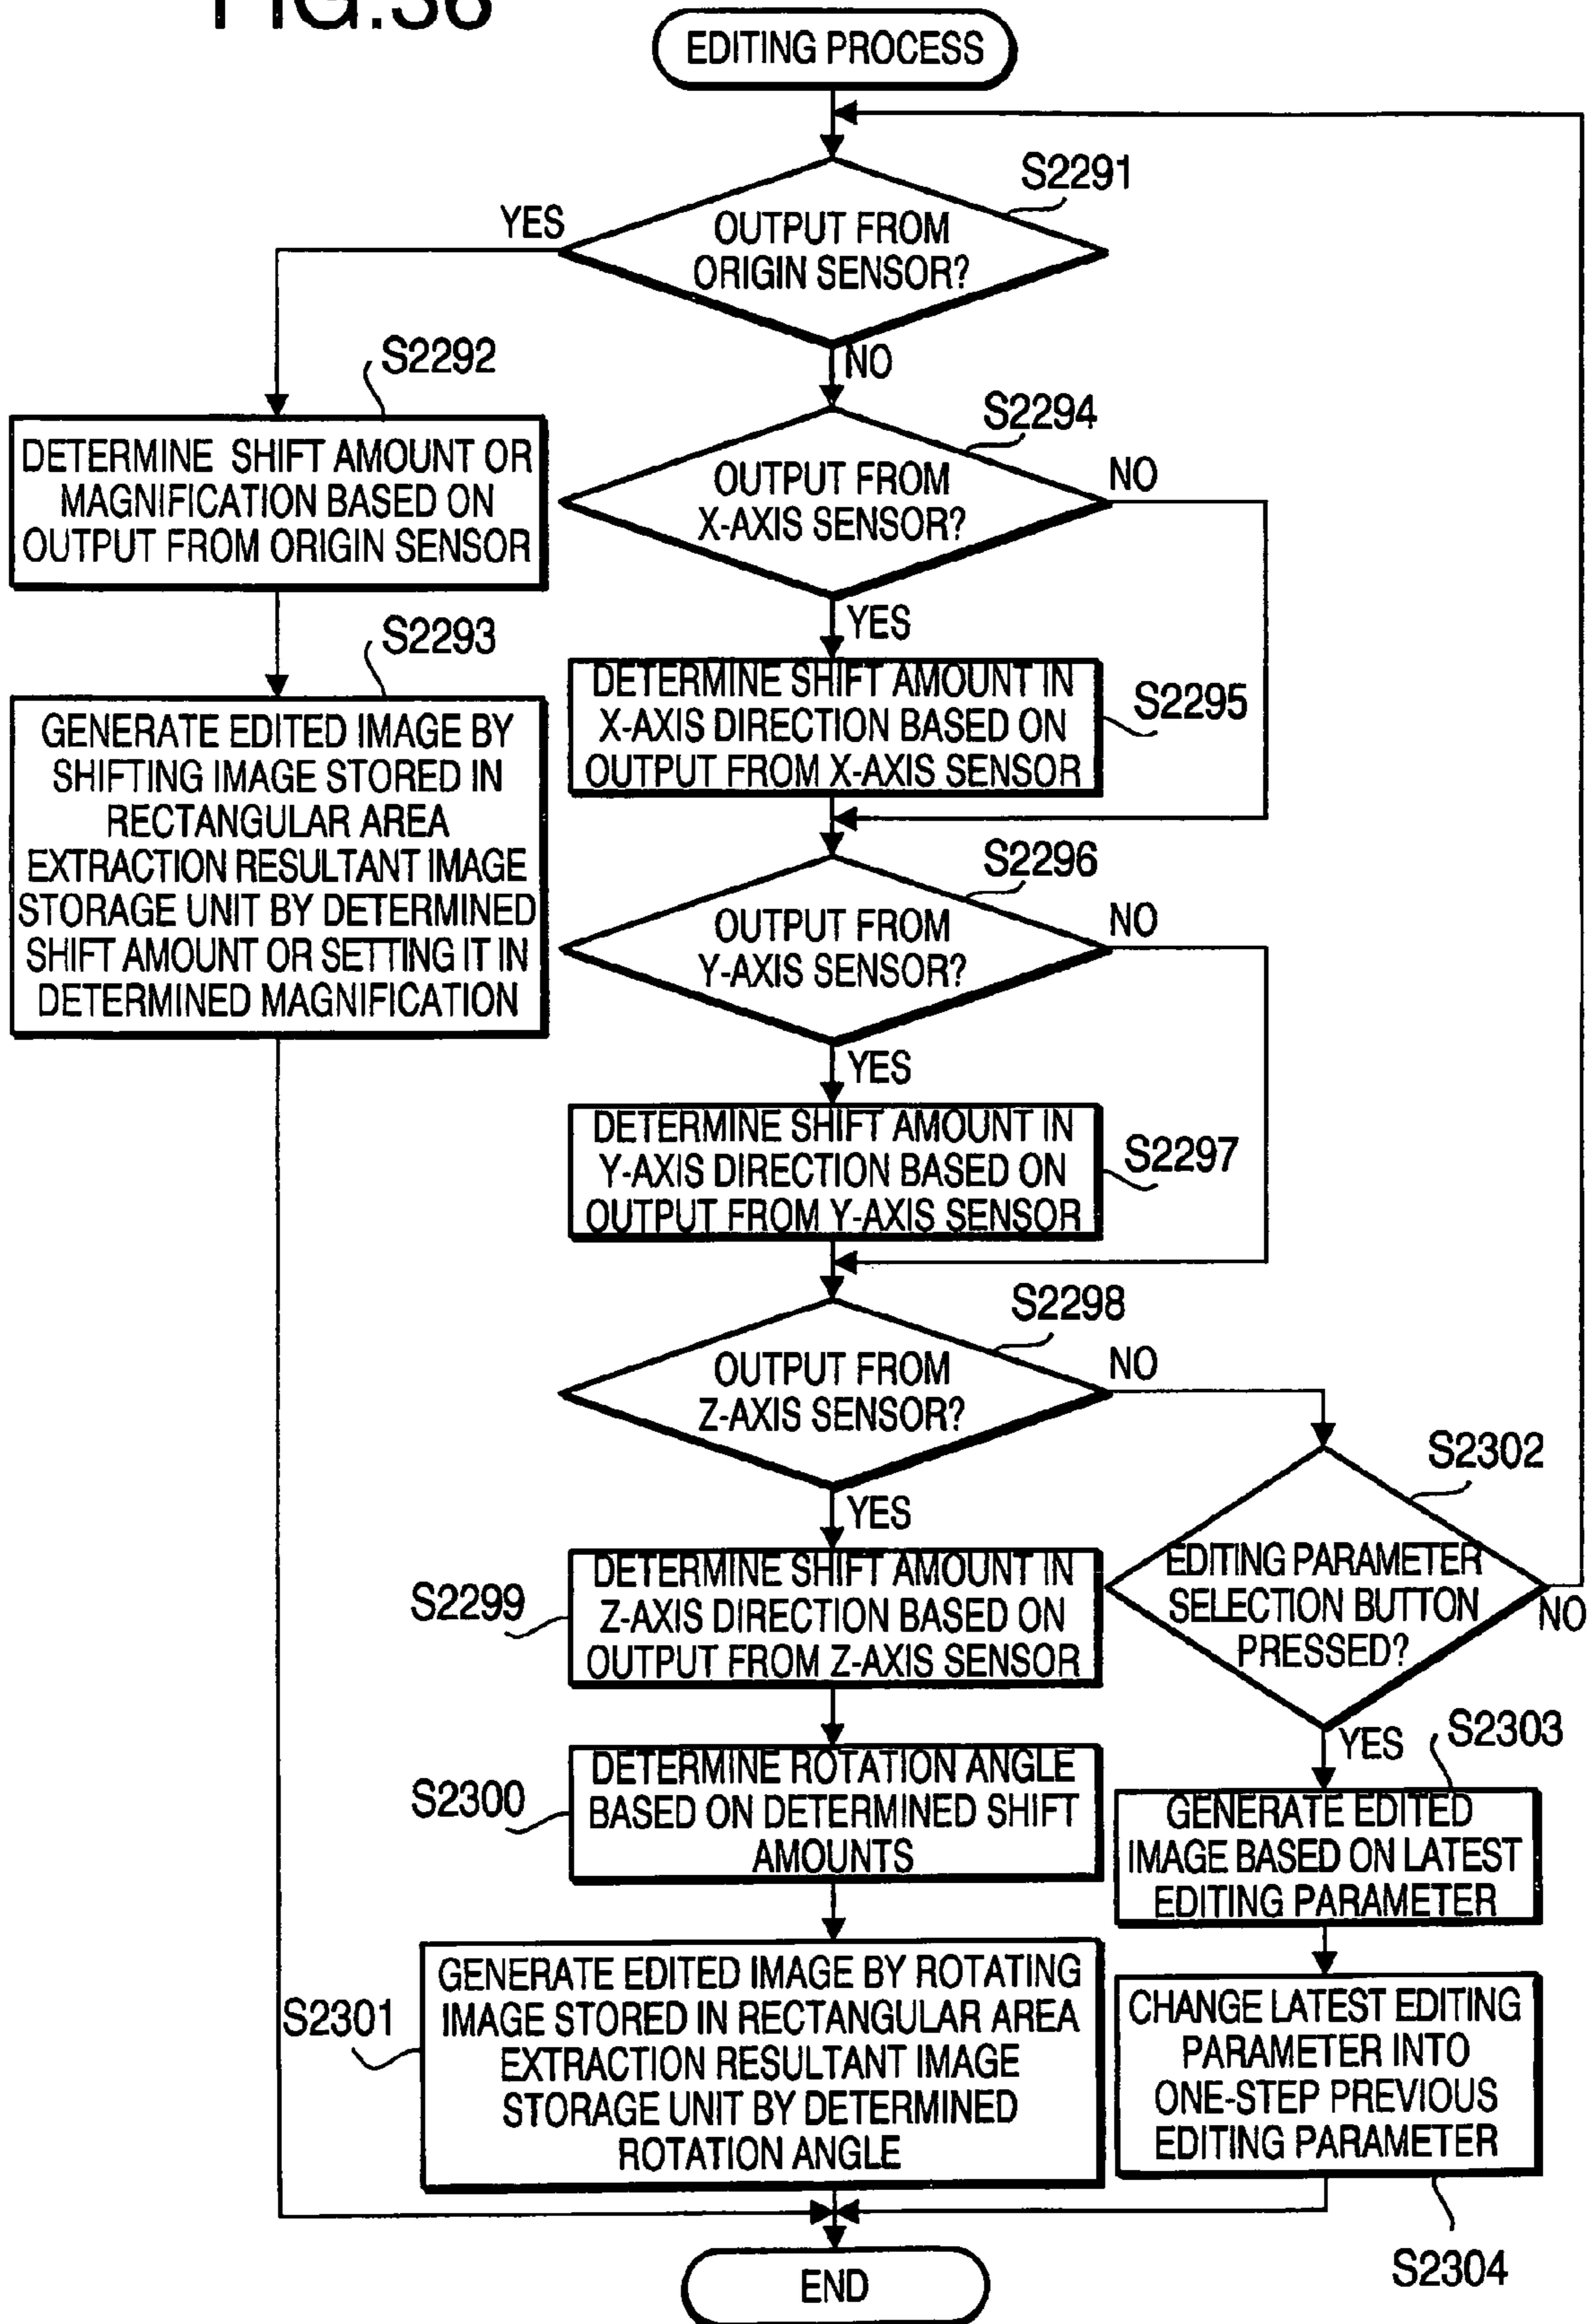 FIG.38
EDITING PROCESS
S2291
YES
OUTPUT FROM
ORIGIN SENSOR?
NO
S2292
DETERMINE SHIFT AMOUNT OR
MAGNIFICATION BASED ON
OUTPUT FROM ORIGIN SENSOR
S2293
GENERATE EDITED IMAGE BY
SHIFTING IMAGE STORED IN
RECTANGULAR AREA
EXTRACTION RESULTANT IMAGE
STORAGE UNIT BY DETERMINED
SHIFT AMOUNT OR SETTING IT IN
DETERMINED MAGNIFICATION
S2294
OUTPUT FROM
X-AXIS SENSOR?
NO
YES
DETERMINE SHIFT AMOUNT IN
X-AXIS DIRECTION BASED ON
OUTPUT FROM X-AXIS SENSOR
S2295
S2296
OUTPUT FROM
Y-AXIS SENSOR?
NO
YES
DETERMINE SHIFT AMOUNT IN
Y-AXIS DIRECTION BASED ON
OUTPUT FROM Y-AXIS SENSOR
S2297
S2298
OUTPUT FROM
Z-AXIS SENSOR?
NO
YES
S2299
DETERMINE SHIFT AMOUNT IN
Z-AXIS DIRECTION BASED ON
OUTPUT FROM Z-AXIS SENSOR
S2300
DETERMINE ROTATION ANGLE
BASED ON DETERMINED SHIFT
AMOUNTS
S2301
GENERATE EDITED IMAGE BY ROTATING
IMAGE STORED IN RECTANGULAR AREA
EXTRACTION RESULTANT IMAGE
STORAGE UNIT BY DETERMINED
ROTATION ANGLE
S2302
EDITING PARAMETER
SELECTION BUTTON
PRESSED?
NO
YES
S2303
GENERATE EDITED
IMAGE BASED ON LATEST
EDITING PARAMETER
CHANGE LATEST EDITING
PARAMETER INTO
ONE-STEP PREVIOUS
EDITING PARAMETER
S2304
END